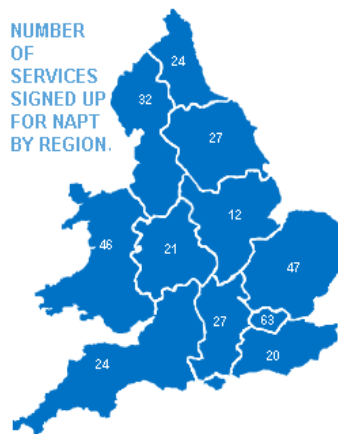 NUMBER
OF
SERVICES
SIGNED UP
FOR NAPT
BY REGION.
24
32
27
12
46
21
47
63
27
20
24